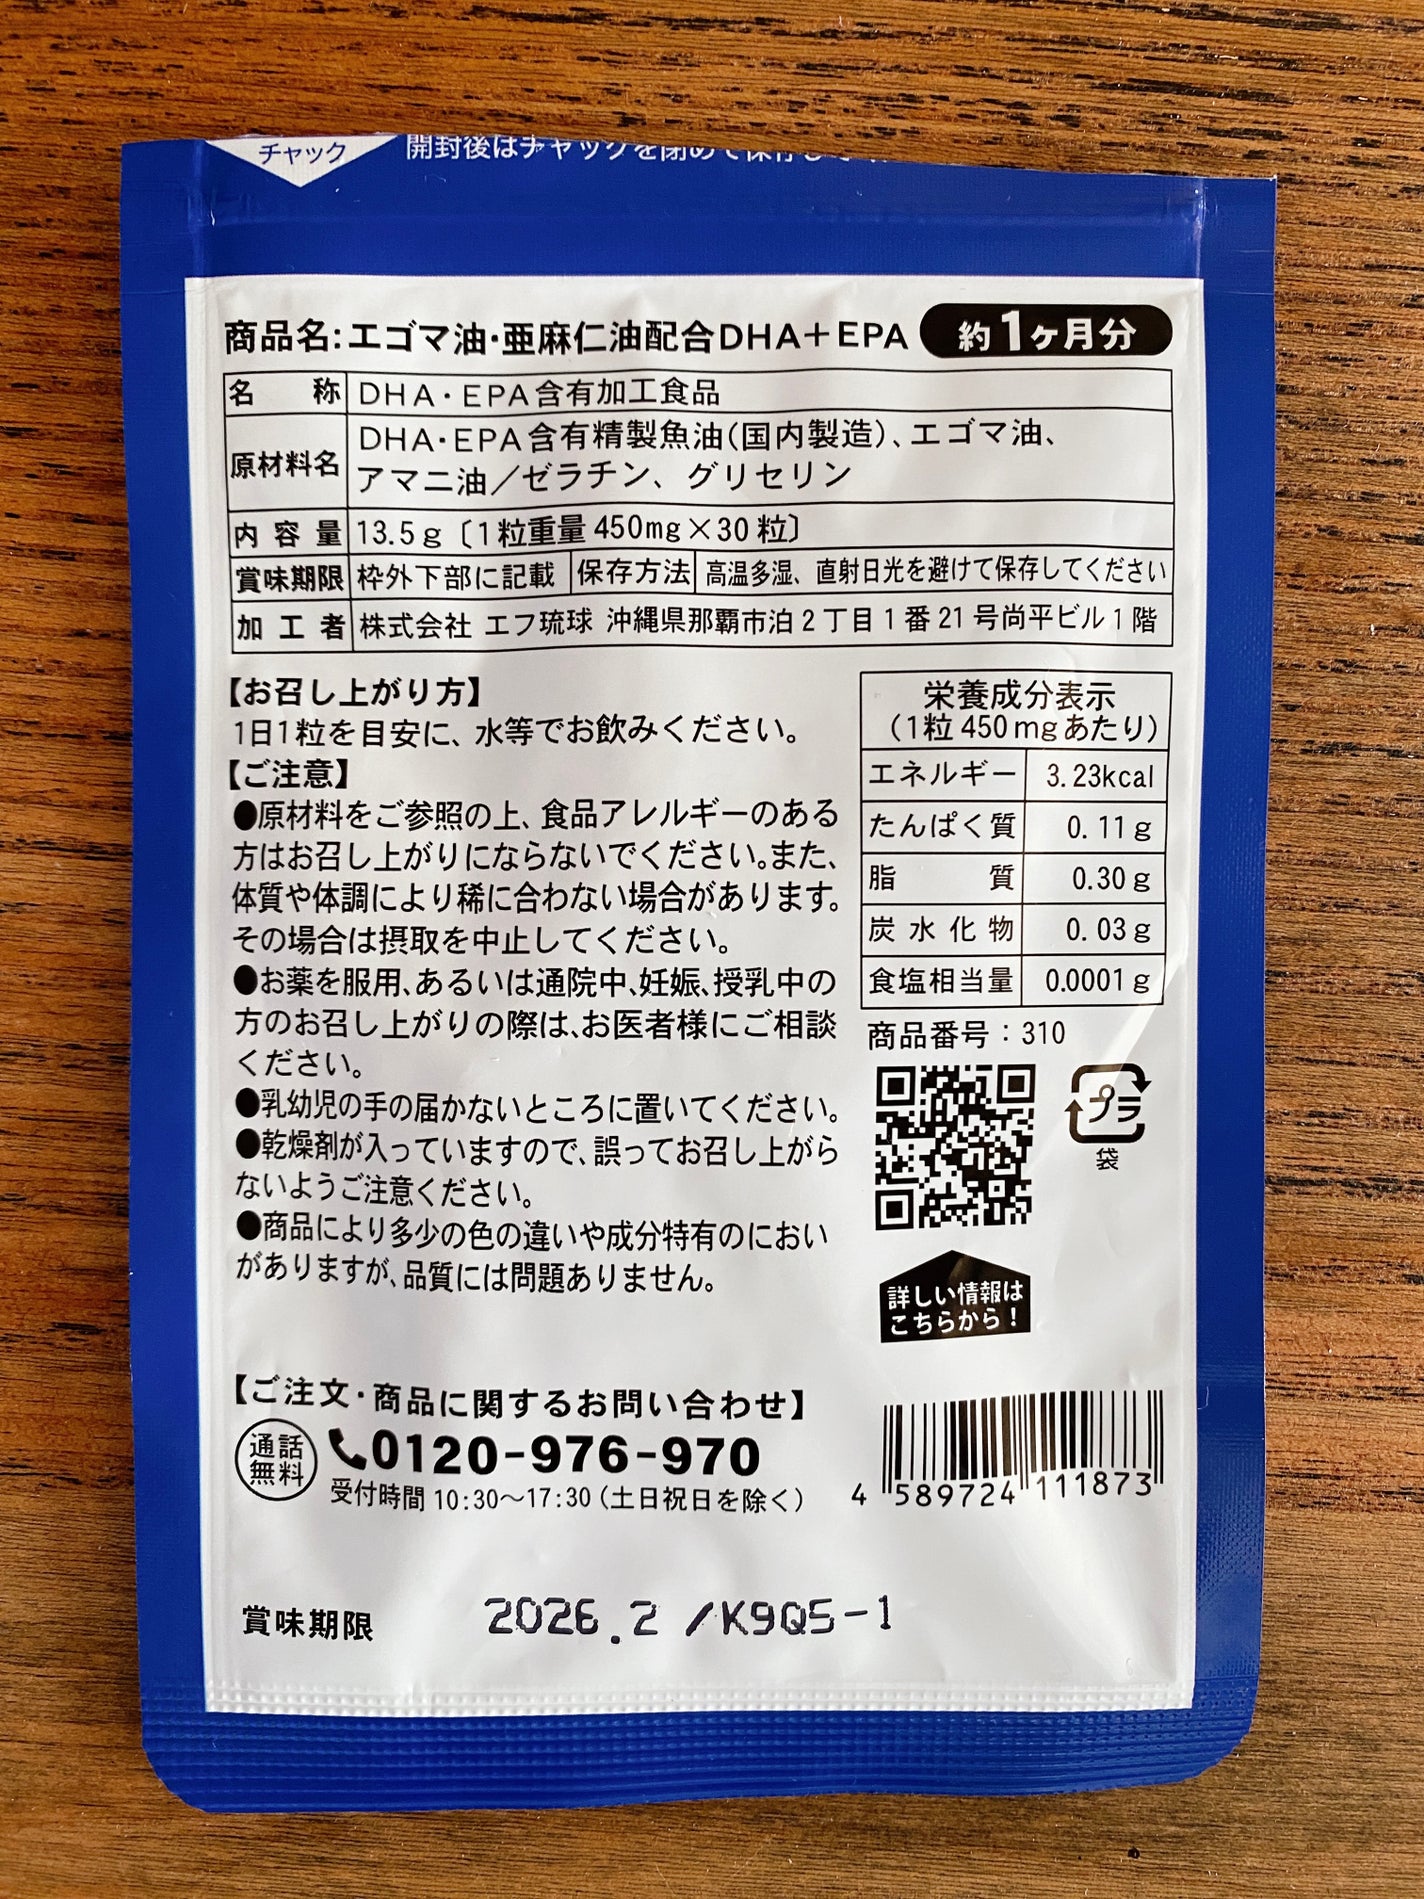 チャック
開封後はチャックを閉めて保存し
商品名:エゴマ油・亜麻仁油配合DHA+EPA 約1ヶ月分
名称 DHA・EPA含有加工食品
原材料名 DHA・EPA含有精製魚油(国内製造)、エゴマ油、
アマニ油/ゼラチン、グリセリン
内容量 13.5g〔1粒重量450mg×30粒〕
賞味期限 枠外下部に記載 保存方法 高温多湿、直射日光を避けて保存してください
加工者 株式会社 エフ琉球 沖縄県那覇市泊2丁目1番21号尚平ビル1階
【お召し上がり方】
1日1粒を目安に、水等でお飲みください。
【ご注意】
●原材料をご参照の上、食品アレルギーのある
方はお召し上がりにならないでください。また、
体質や体調により稀に合わない場合があります。
その場合は摂取を中止してください。
●お薬を服用、あるいは通院中、妊娠、授乳中の
方のお召し上がりの際は、お医者様にご相談
ください。
●乳幼児の手の届かないところに置いてください。
●乾燥剤が入っていますので、誤ってお召し上がら
ないようご注意ください。
●商品により多少の色の違いや成分特有のにおい
がありますが、品質には問題ありません。
栄養成分表示
(1粒450mgあたり)
エネルギー 3.23kcal
たんぱく質 0.11g
脂質 0.30g
炭水化物 0.03g
食塩相当量 0.0001g
商品番号:310
プラ
袋
詳しい情報は
こちらから!
【ご注文・商品に関するお問い合わせ】
通話
無料
0120-976-970
受付時間10:30〜17:30(土日祝日を除く)
4 589724 111873
賞味期限 2026.2 /K9Q5-1